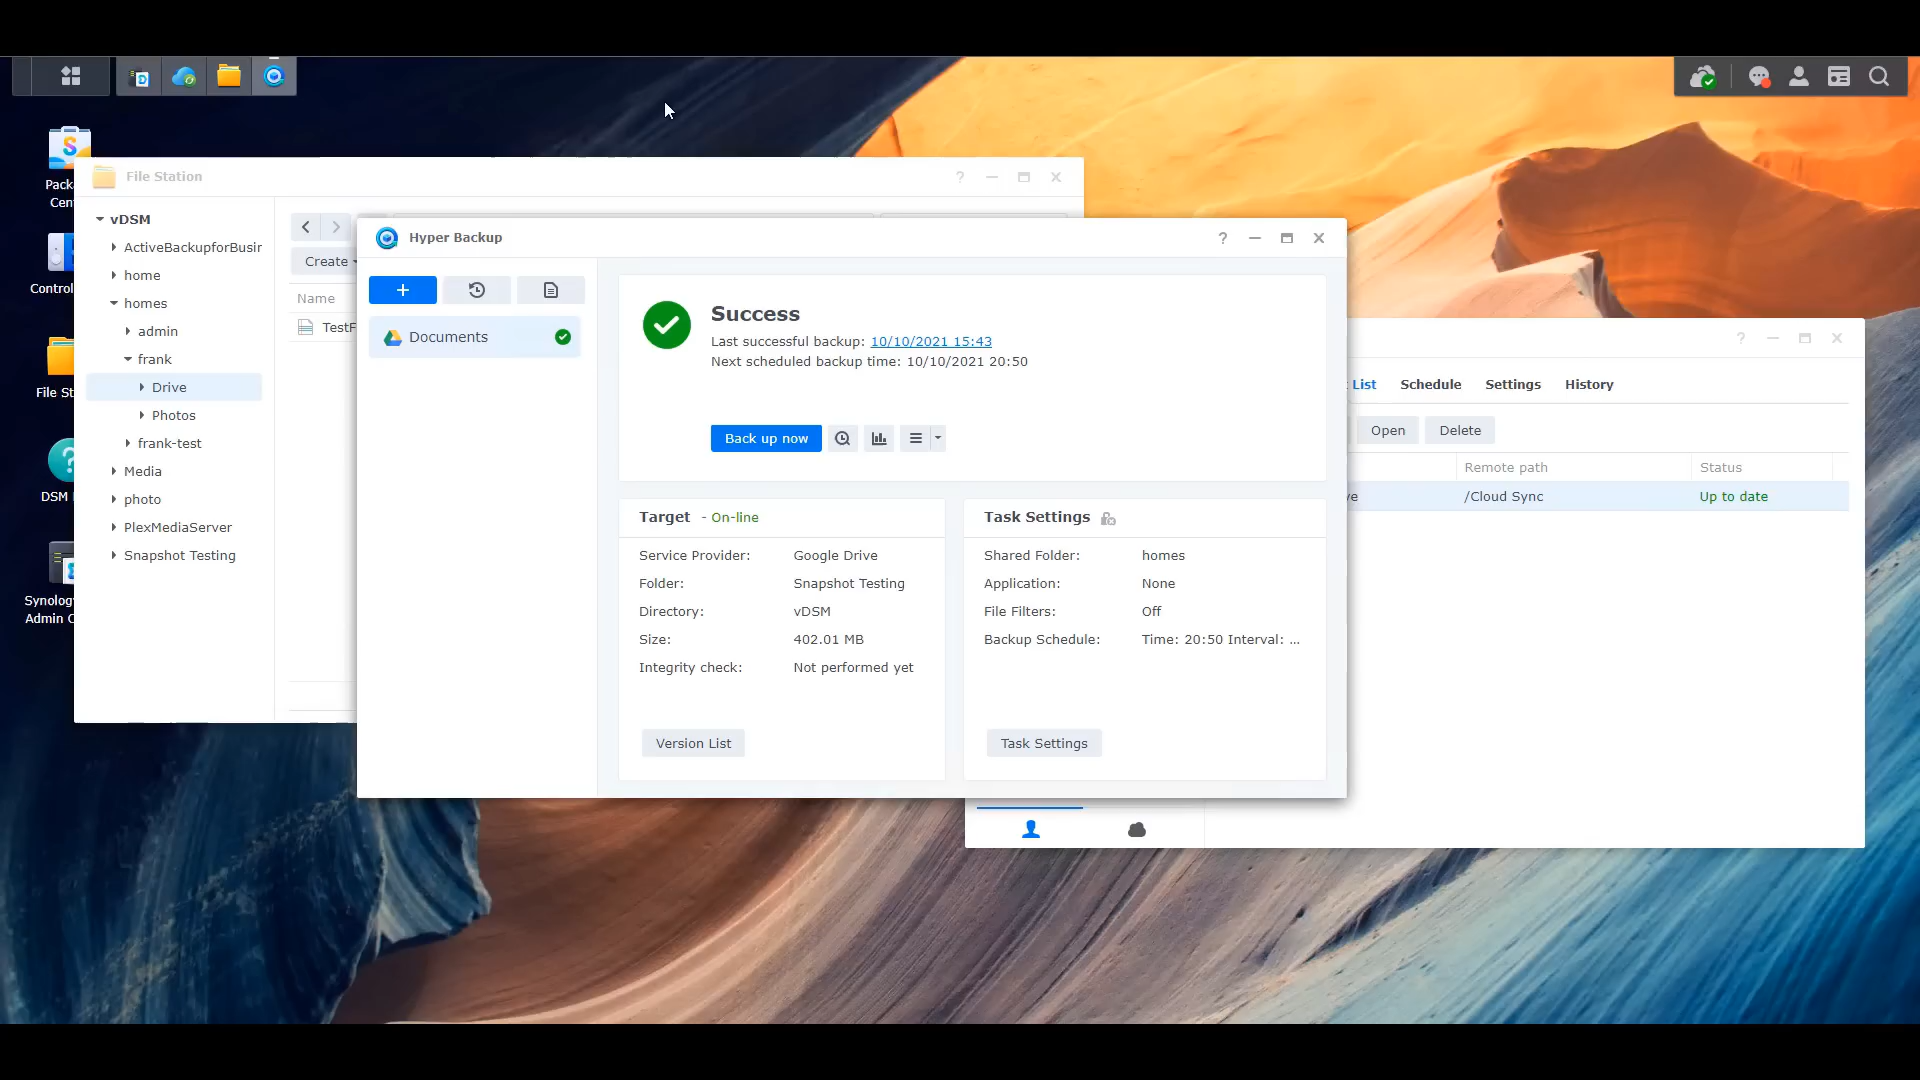 Pack
Cen
Control
File St
DSM
Synology
Admin C
File Station
vDSM
ActiveBackupforBusir
home
homes
admin
frank
Drive
Photos
frank-test
Media
photo
PlexMediaServer
Snapshot Testing
Create
Name
TestF
Hyper Backup
Documents
Success
Last successful backup: 10/10/2021 15:43
Next scheduled backup time: 10/10/2021 20:50
Back up now
Target - On-line
Service Provider: Google Drive
Folder: Snapshot Testing
Directory: vDSM
Size: 402.01 MB
Integrity check: Not performed yet
Version List
Task Settings
Shared Folder: homes
Application: None
File Filters: Off
Backup Schedule: Time: 20:50 Interval: ...
Task Settings
List Schedule Settings History
Open Delete
Remote path Status
ve /Cloud Sync Up to date